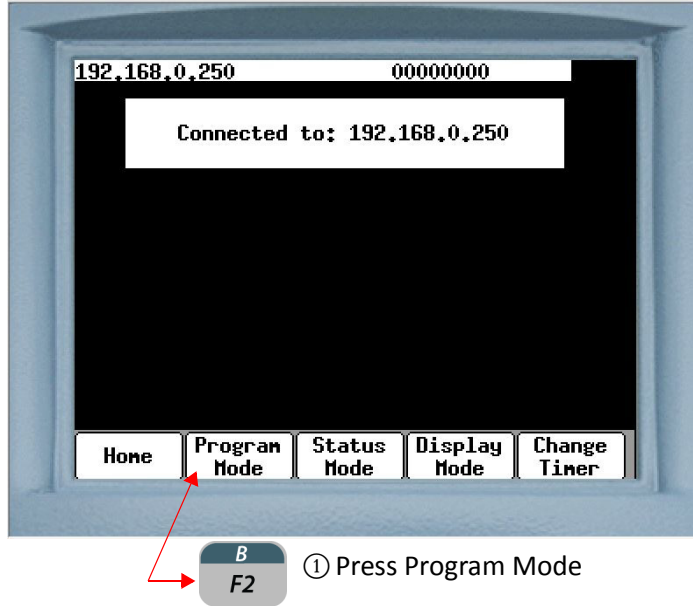 192.168.0.250 00000000
Connected to: 192.168.0.250
Home Program Mode Status Mode Display Mode Change Timer
B
F2
① Press Program Mode